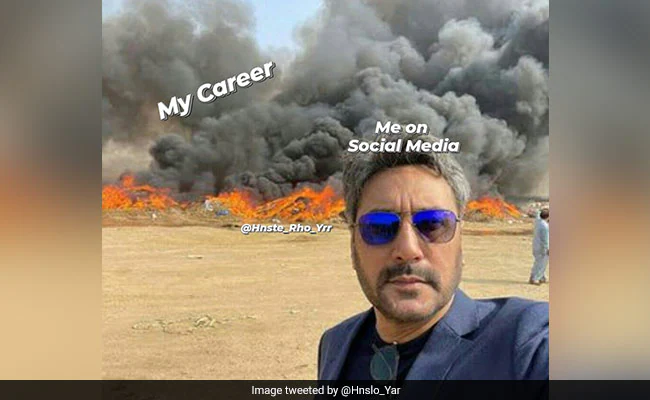 My Career
Me on
Social Media
@Hnste_Rho_Yrr
Image tweeted by @Hnslo_Yar